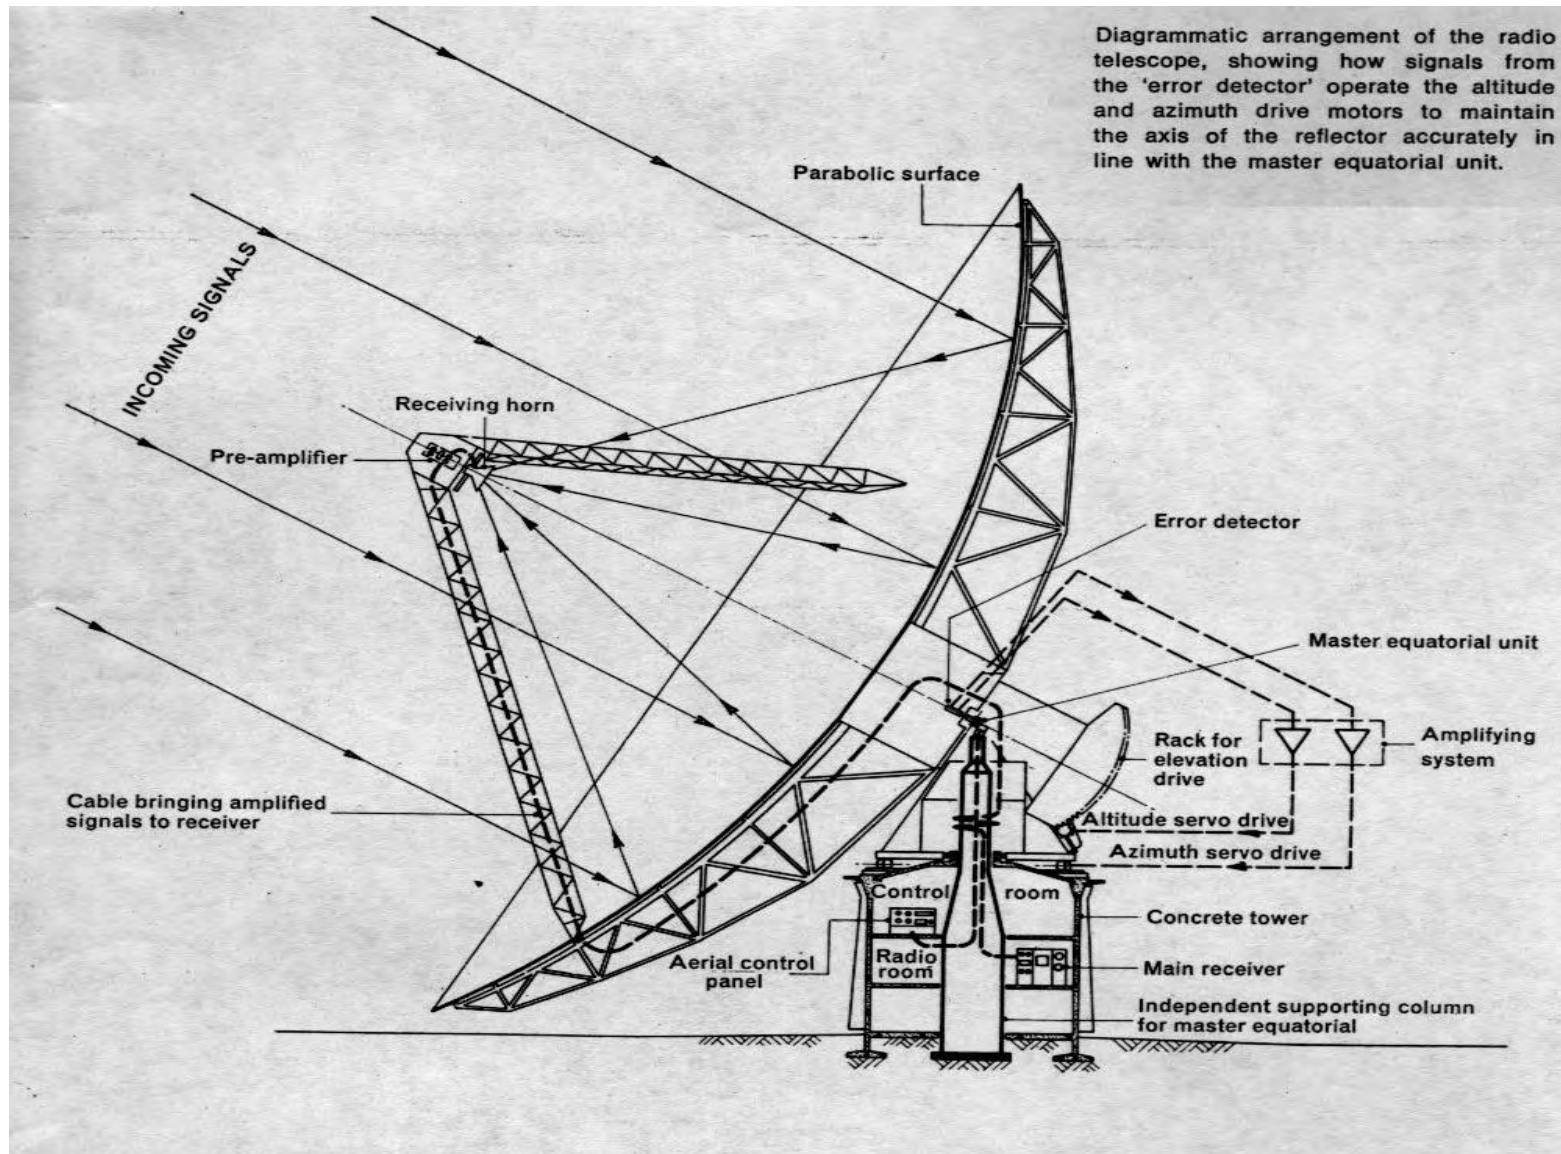 Diagrammatic arrangement of the radio
telescope, showing how signals from
the 'error detector' operate the altitude
and azimuth drive motors to maintain
the axis of the reflector accurately in
line with the master equatorial unit.
Parabolic surface
INCOMING SIGNALS
Receiving horn
Pre-amplifier
Error detector
Master equatorial unit
Rack for
elevation
drive
Amplifying
system
Cable bringing amplified
signals to receiver
Altitude servo drive
Azimuth servo drive
Control room
Concrete tower
Aerial control
panel
Radio
room
Main receiver
Independent supporting column
for master equatorial